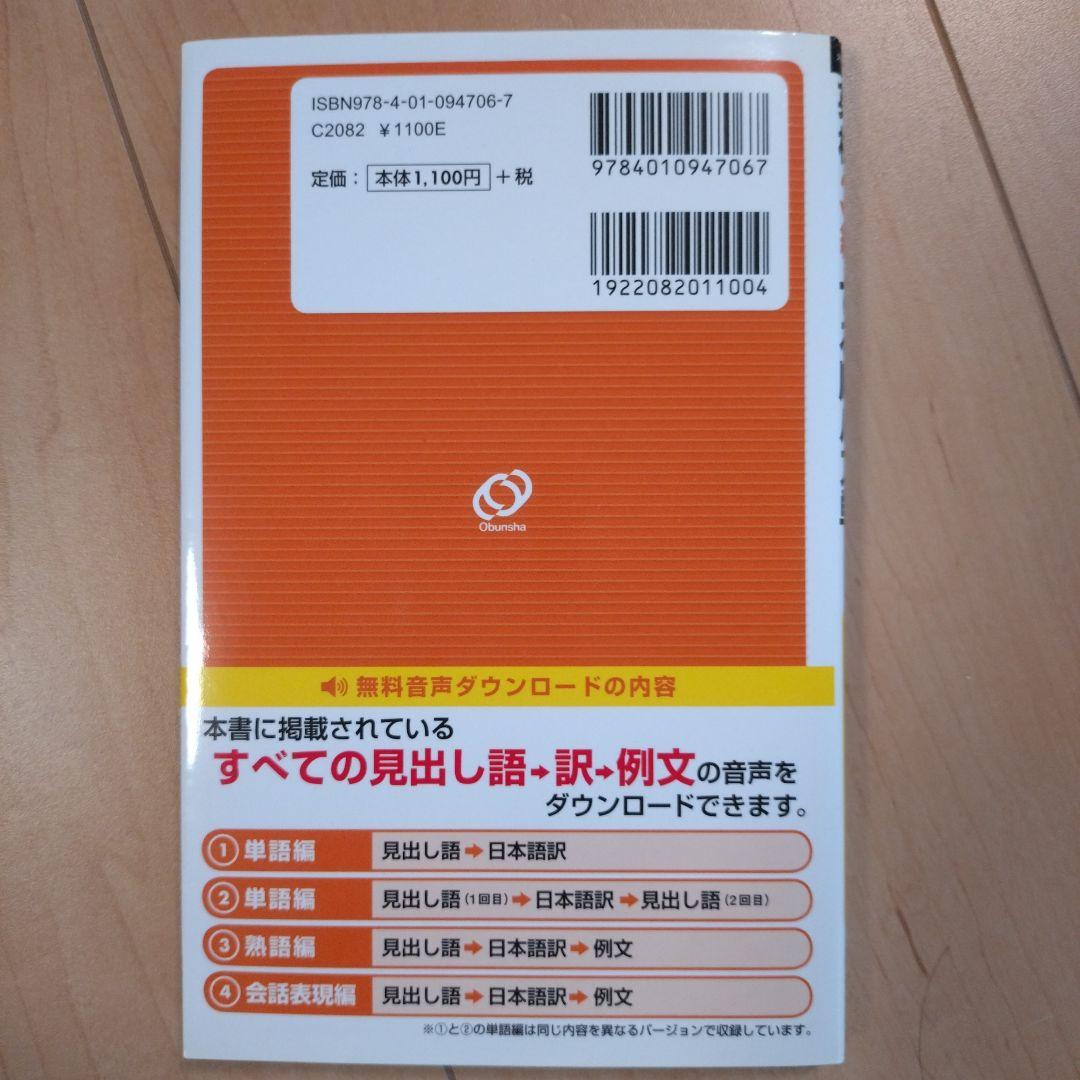 ISBN978-4-01-094706-7
C2082 ￥1100E
定価：本体1,100円＋税
9784010947067
1922082011004
Obunsha
無料音声ダウンロードの内容
本書に掲載されている
すべての見出し語→訳→例文の音声を
ダウンロードできます。
①単語編 見出し語→日本語訳
②単語編 見出し語(1回目)→日本語訳→見出し語(2回目)
③熟語編 見出し語→日本語訳→例文
④会話表現編 見出し語→日本語訳→例文
※①と②の単語編は同じ内容を異なるバージョンで収録しています。